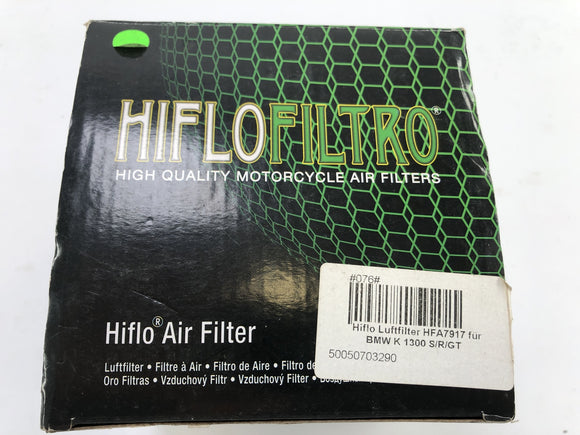 HIFLOFILTRO®
HIGH QUALITY MOTORCYCLE AIR FILTERS
Hiflo® Air Filter
Luftfilter • Filtre à Air • Filtro de Aire • Filtro de
Oro Filtras • Vzduchový Filtr • Vzduchový Filter •
#076#
Hiflo Luftfilter HFA7917 für
BMW K 1300 S/R/GT
50050703290